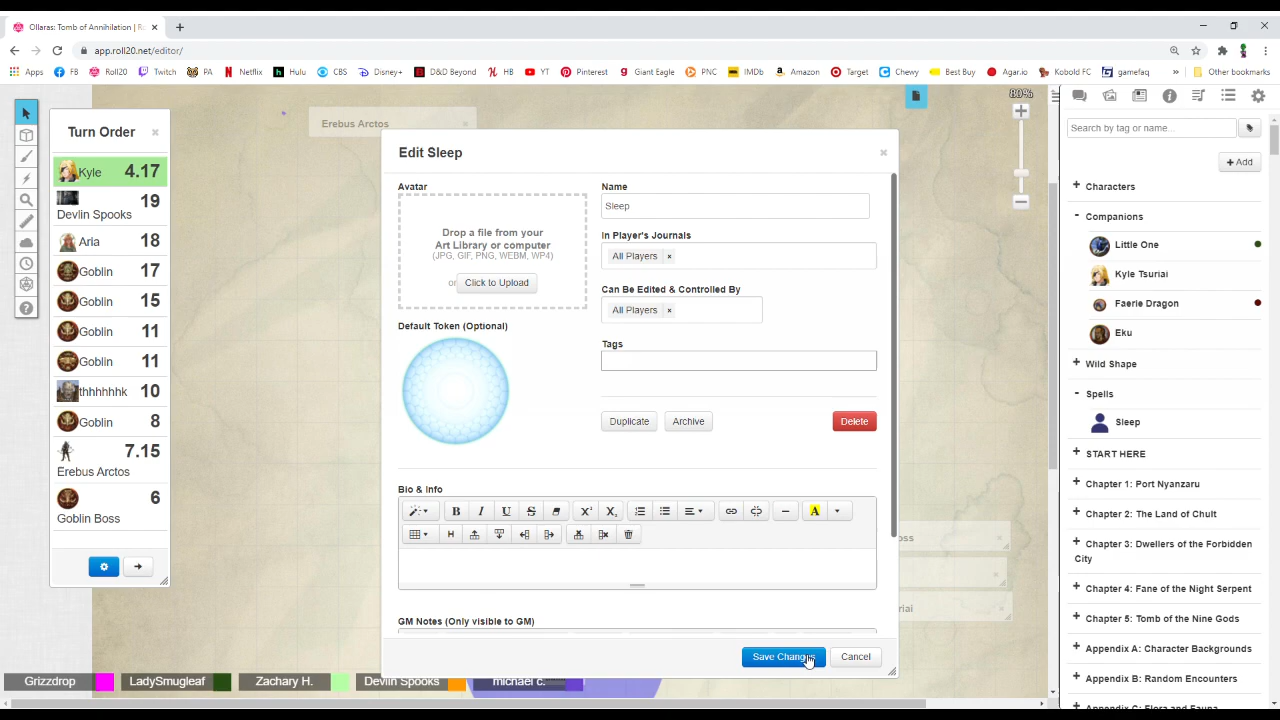 Ollaras: Tomb of Annihilation | R
app.roll20.net/editor/
Apps FB Roll20 Twitch PA Netflix Hulu CBS Disney+ D&D Beyond HB YT Pinterest Giant Eagle PNC IMDb Amazon Target Chewy Best Buy Agar.io Kobold FC gamefaq » Other bookmarks
Erebus Arctos
80%
Turn Order
Kyle 4.17
Devlin Spooks 19
Aria 18
Goblin 17
Goblin 15
Goblin 11
Goblin 11
thhhhhhk 10
Goblin 8
Erebus Arctos 7.15
Goblin Boss 6
Edit Sleep
Avatar
Drop a file from your
Art Library or computer
(JPG, GIF, PNG, WEBM, WP4)
or Click to Upload
Default Token (Optional)
Name
Sleep
In Player's Journals
All Players ×
Can Be Edited & Controlled By
All Players ×
Tags
Duplicate Archive Delete
Bio & Info
B I U S
GM Notes (Only visible to GM)
Save Changes Cancel
Search by tag or name...
+ Add
+ Characters
- Companions
Little One
Kyle Tsuriai
Faerie Dragon
Eku
+ Wild Shape
- Spells
Sleep
+ START HERE
+ Chapter 1: Port Nyanzaru
+ Chapter 2: The Land of Chult
+ Chapter 3: Dwellers of the Forbidden
City
+ Chapter 4: Fane of the Night Serpent
+ Chapter 5: Tomb of the Nine Gods
+ Appendix A: Character Backgrounds
+ Appendix B: Random Encounters
+ Appendix C: Flora and Fauna
Grizzdrop LadySmugleaf Zachary H. Devlin Spooks michael c.